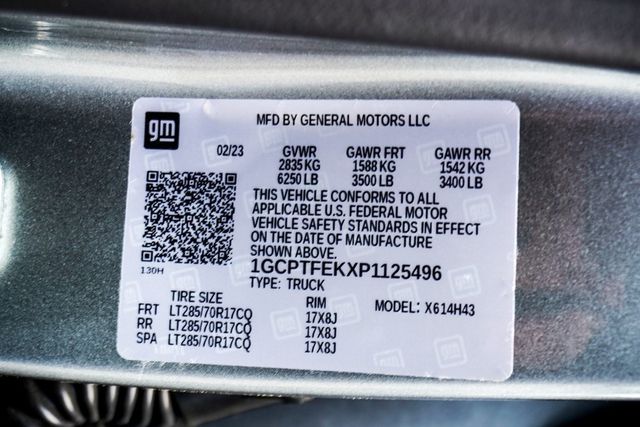 gm
MFD BY GENERAL MOTORS LLC
02/23 GVWR GAWR FRT GAWR RR
2835 KG 1588 KG 1542 KG
6250 LB 3500 LB 3400 LB
THIS VEHICLE CONFORMS TO ALL
APPLICABLE U.S. FEDERAL MOTOR
VEHICLE SAFETY STANDARDS IN EFFECT
ON THE DATE OF MANUFACTURE
SHOWN ABOVE.
130H
1GCPTFEKXP1125496
TYPE: TRUCK
TIRE SIZE RIM MODEL: X614H43
FRT LT285/70R17CQ 17X8J
RR LT285/70R17CQ 17X8J
SPA LT285/70R17CQ 17X8J